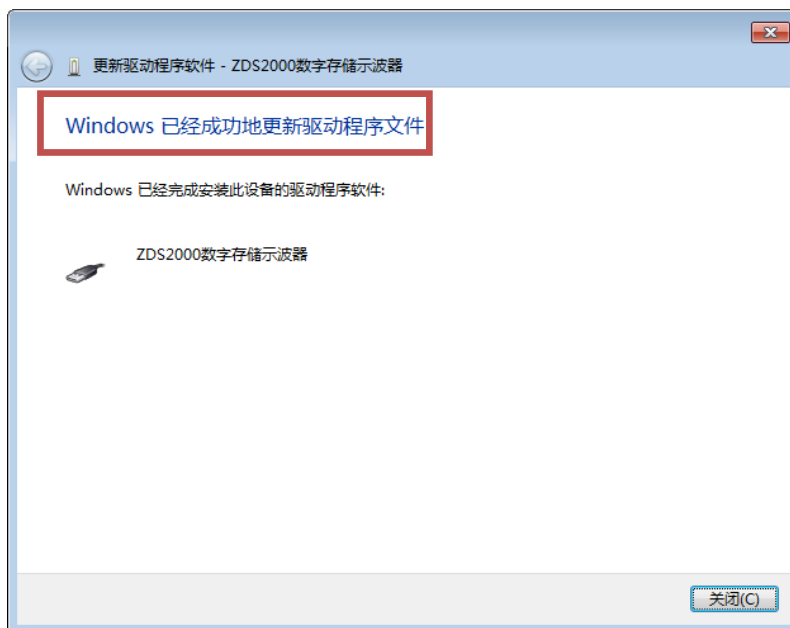 更新驱动程序软件 - ZDS2000数字存储示波器
Windows 已经成功地更新驱动程序文件
Windows 已经完成安装此设备的驱动程序软件:
ZDS2000数字存储示波器
关闭(C)